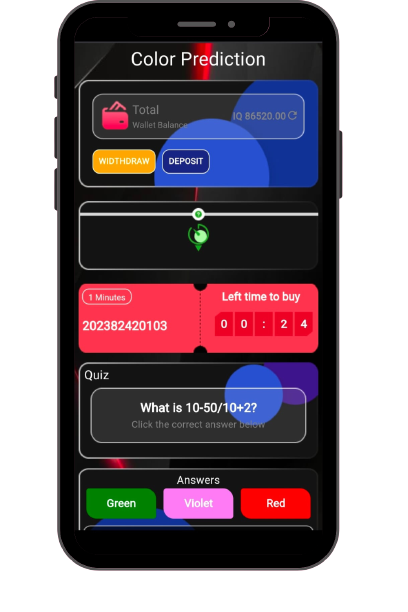 Color Prediction
Total
Wallet Balance
IQ 86520.00
WIDTHDRAW
DEPOSIT
1 Minutes
Left time to buy
202382420103
0 0 : 2 4
Quiz
What is 10-50/10+2?
Click the correct answer below
Answers
Green
Violet
Red